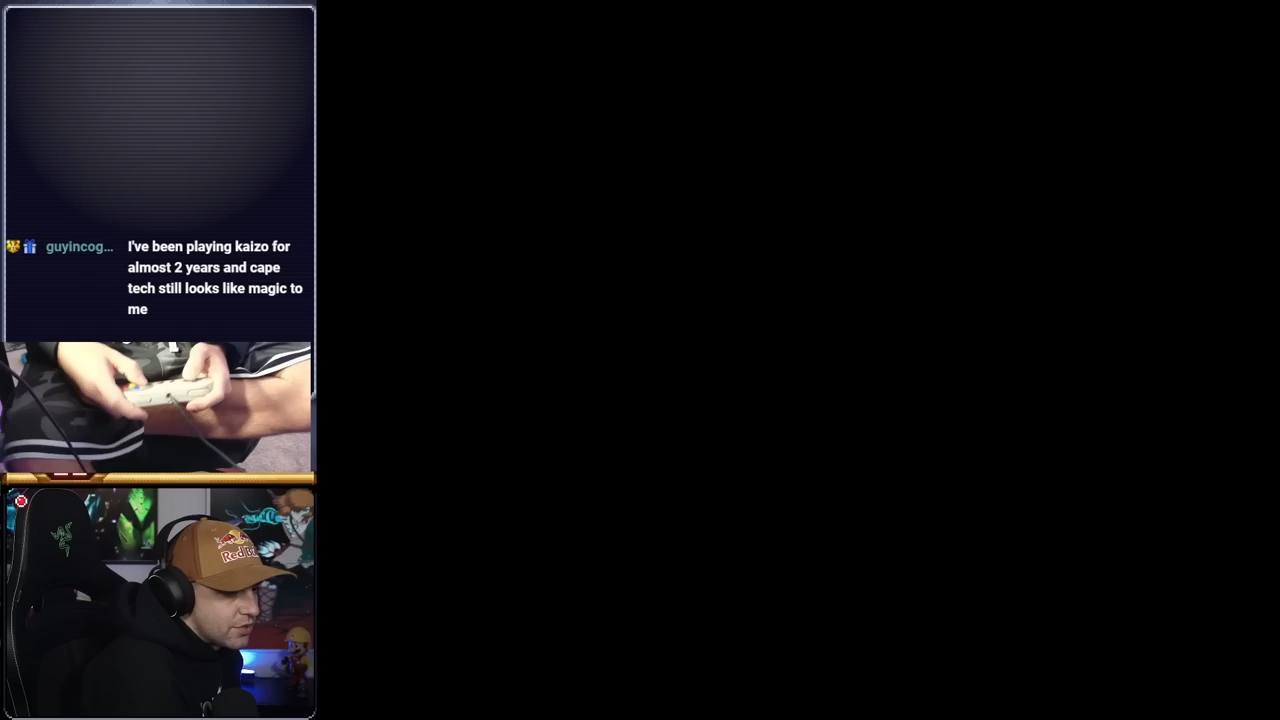 guyincog... I've been playing kaizo for
almost 2 years and cape
tech still looks like magic to
me
Red Bull